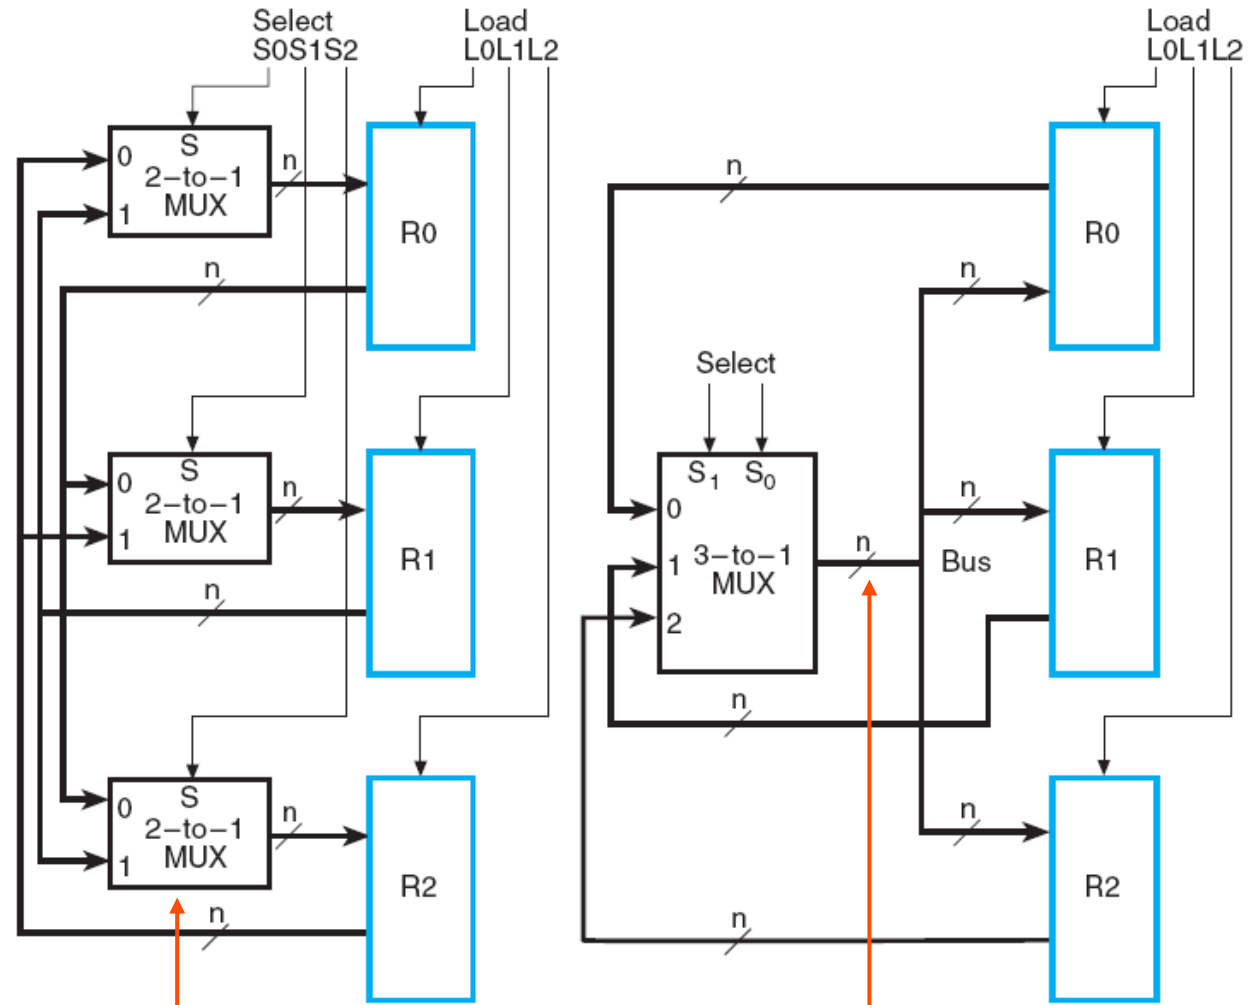 Select
S0S1S2
Load
L0L1L2
0
S
2-to-1
MUX
1
n
R0
n
0
S
2-to-1
MUX
1
n
R1
n
0
S
2-to-1
MUX
1
n
R2
n
Load
L0L1L2
n
R0
n
Select
S1 S0
0
1
2
3-to-1
MUX
n
Bus
n
R1
n
n
R2
n